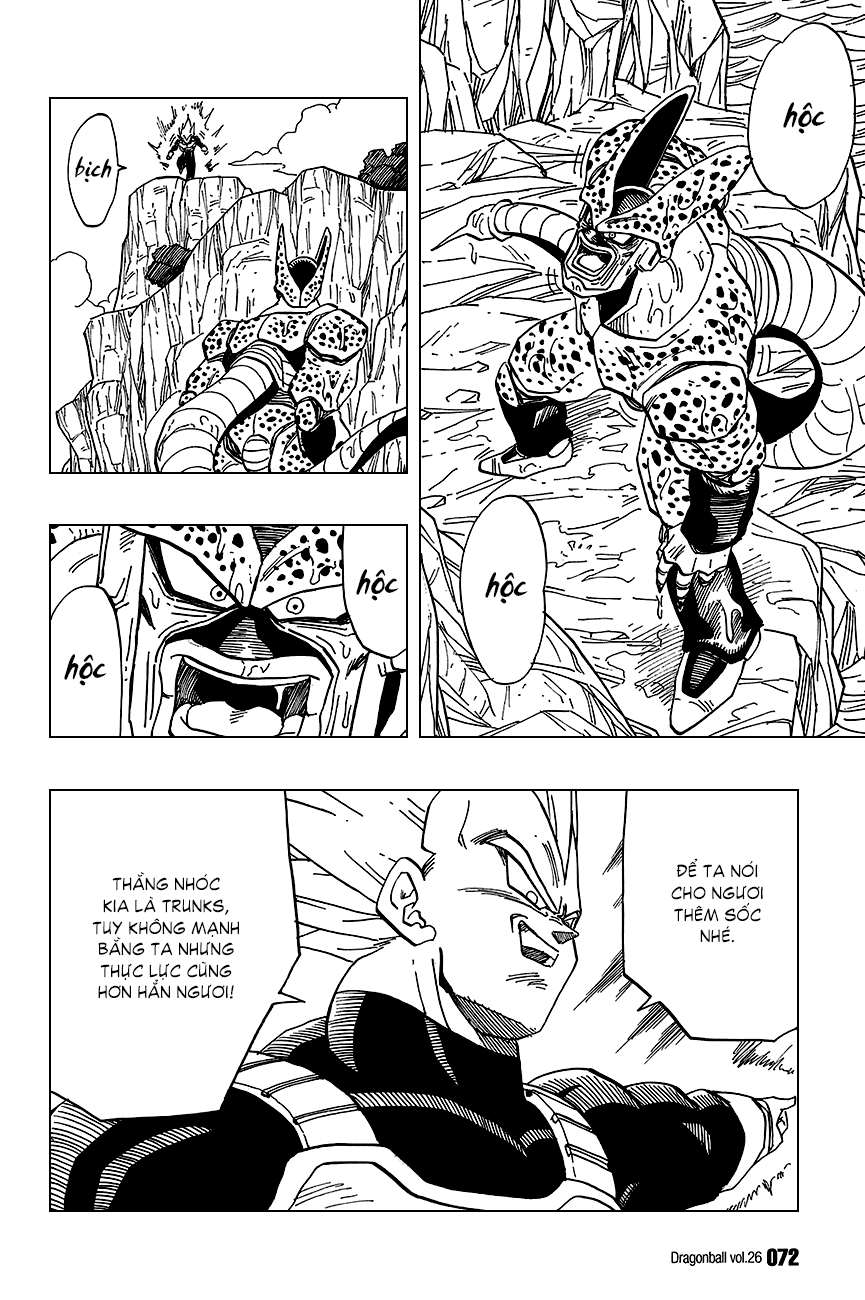 hộc
hộc
bịch
hộc
hộc
ĐỂ TA NÓI
CHO NGƯƠI
THÊM SỐC
NHÉ.
THẰNG NHÓC
KIA LÀ TRUNKS,
TUY KHÔNG MẠNH
BẰNG TA NHƯNG
THỰC LỰC CŨNG
HƠN HẲN NGƯƠI!
Dragonball vol.26 072